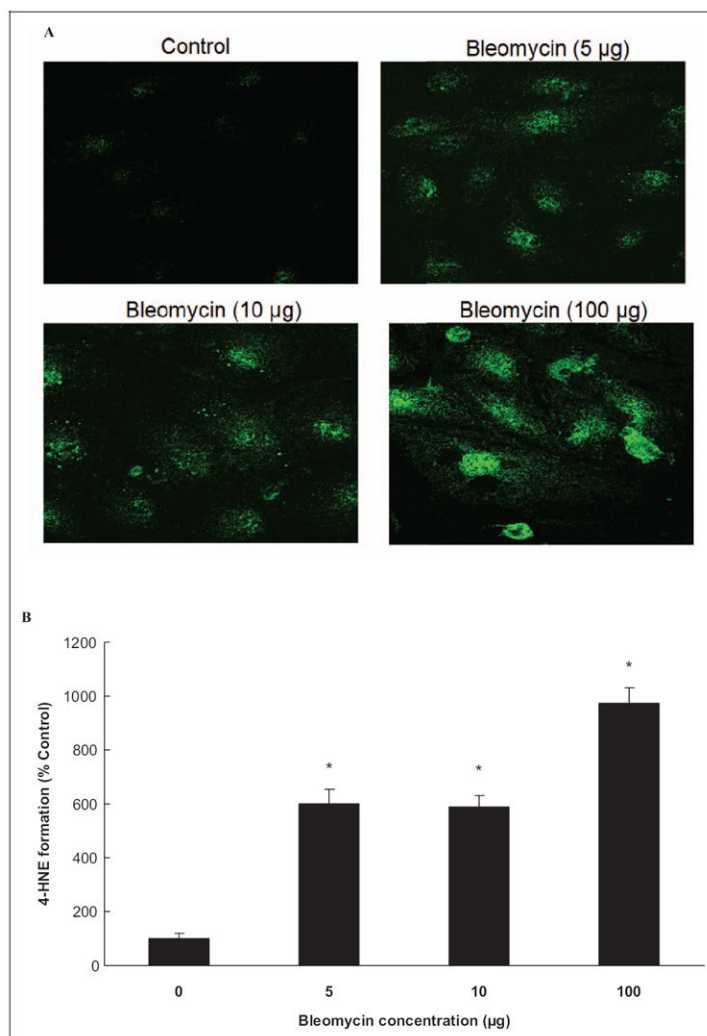 A
Control
Bleomycin (5 µg)
Bleomycin (10 µg)
Bleomycin (100 µg)
B
1200
1000
800
600
400
200
0
4-HNE formation (% Control)
*
*
*
0 5 10 100
Bleomycin concentration (µg)